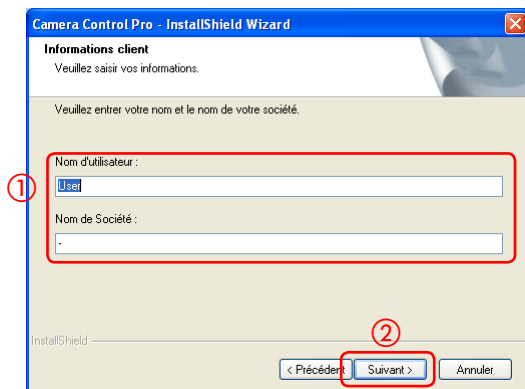 Camera Control Pro - InstallShield Wizard
Informations client
Veuillez saisir vos informations.
Veuillez entrer votre nom et le nom de votre société.
Nom d'utilisateur :
①
User
Nom de Société :
-
②
InstallShield
< Précédent
Suivant >
Annuler